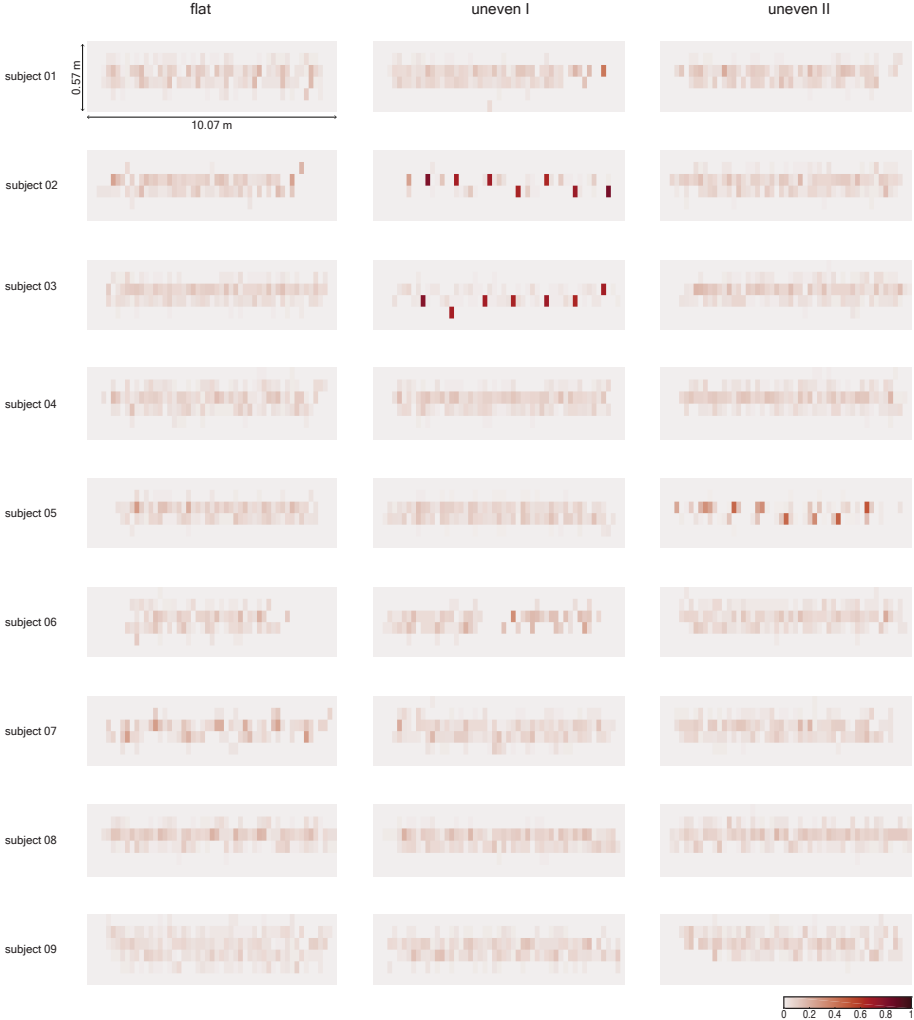 flat uneven I uneven II
subject 01
0.57 m
10.07 m
subject 02
subject 03
subject 04
subject 05
subject 06
subject 07
subject 08
subject 09
0 0.2 0.4 0.6 0.8 1